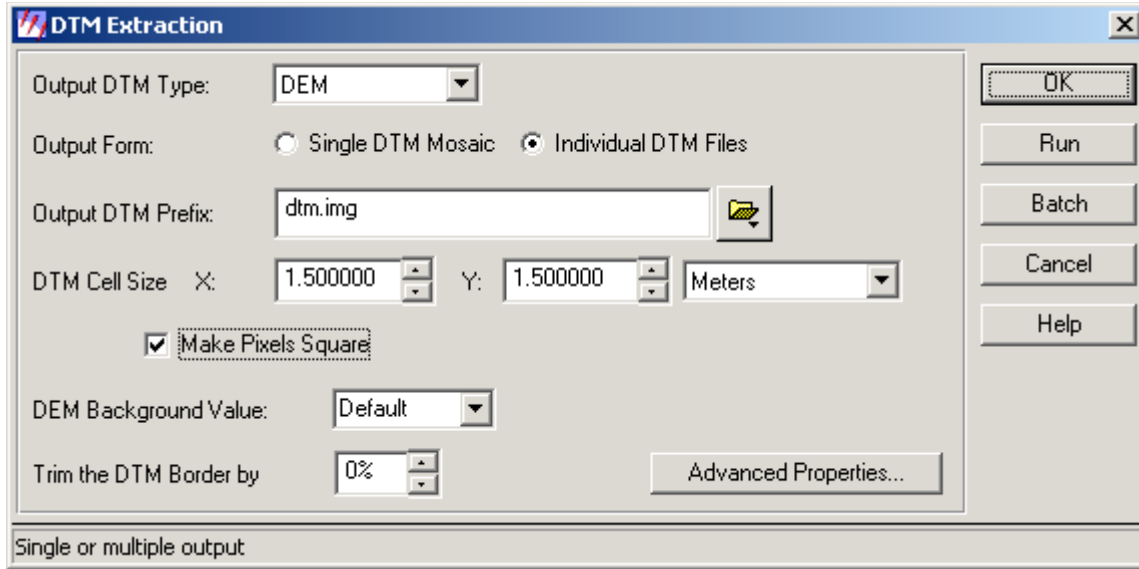 DTM Extraction
Output DTM Type: DEM
OK
Output Form: Single DTM Mosaic Individual DTM Files
Run
Output DTM Prefix: dtm.img
Batch
DTM Cell Size X: 1.500000 Y: 1.500000 Meters
Cancel
Make Pixels Square
Help
DEM Background Value: Default
Trim the DTM Border by 0% Advanced Properties...
Single or multiple output